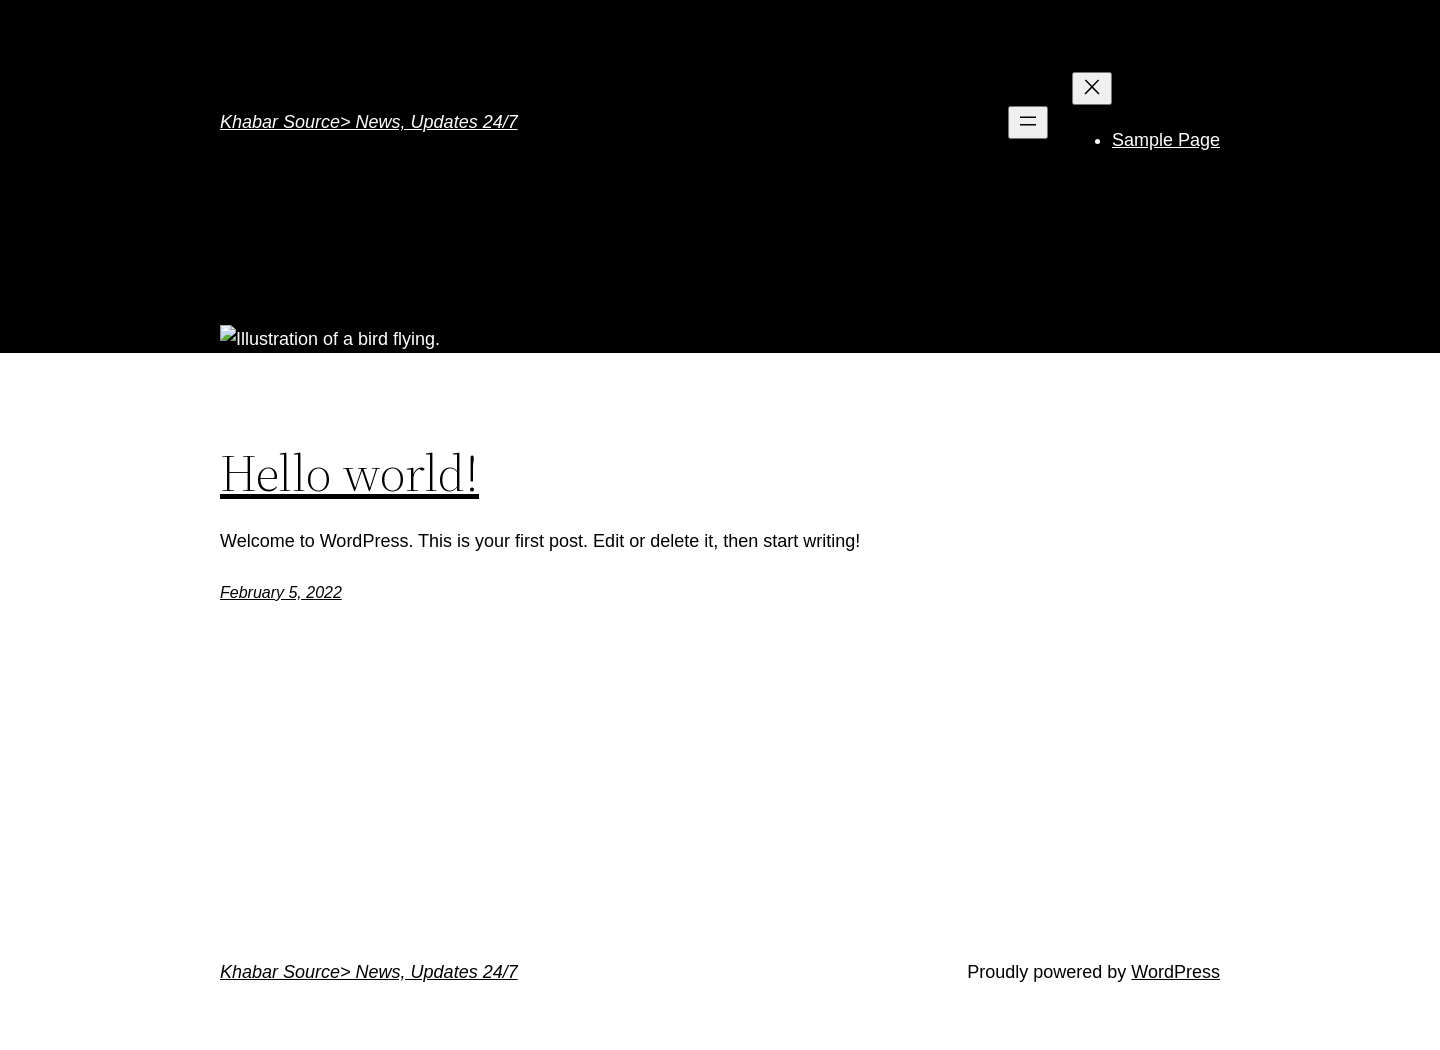 Khabar Source> News, Updates 24/7
Sample Page
Illustration of a bird flying.
Hello world!
Welcome to WordPress. This is your first post. Edit or delete it, then start writing!
February 5, 2022
Khabar Source> News, Updates 24/7
Proudly powered by WordPress